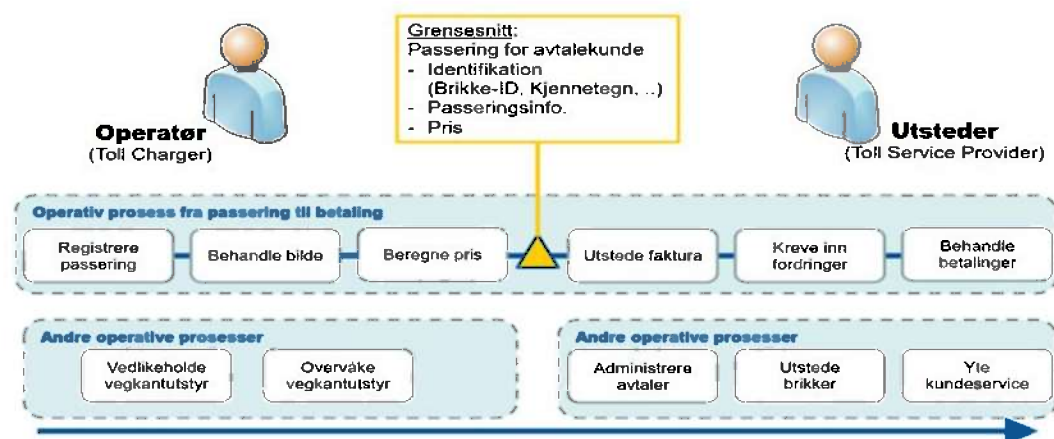 Grensesnitt:
Passering for avtalekunde
- Identifikation
(Brikke-ID, Kjennetegn, ..)
- Passeringsinfo.
- Pris
Operatør
(Toll Charger)
Utsteder
(Toll Service Provider)
Operativ prosess fra passering til betaling
Registrere
passering
Behandle bilde
Beregne pris
Utstede faktura
Kreve inn
fordringer
Behandle
betalinger
Andre operative prosesser
Vedlikeholde
vegkantutstyr
Overvåke
vegkantutstyr
Andre operative prosesser
Administrere
avtaler
Utstede
brikker
Yte
kundeservice